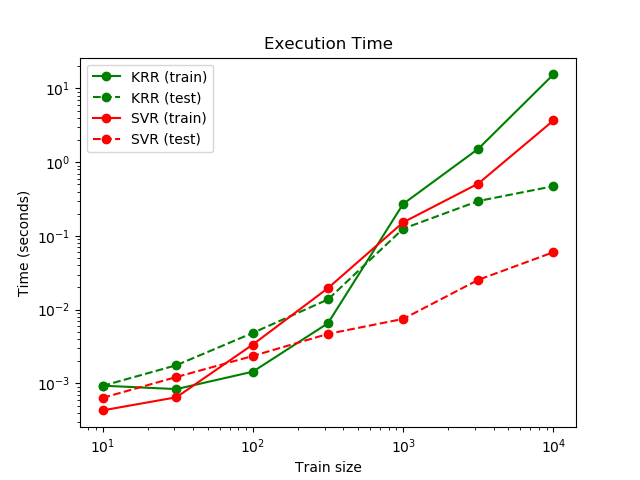 Execution Time
KRR (train)
KRR (test)
SVR (train)
SVR (test)
Time (seconds)
10¹
10⁰
10⁻¹
10⁻²
10⁻³
10¹ 10² 10³ 10⁴
Train size